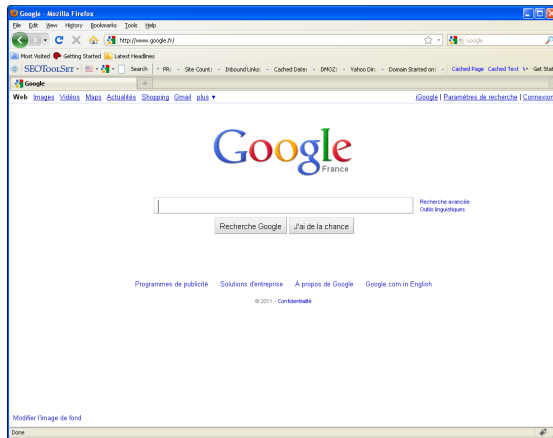 Google - Mozilla Firefox
File Edit View History Bookmarks Tools Help
http://www.google.fr/ Google
Most Visited Getting Started Latest Headlines
SEOToolSet Search PR: - Site Count: - Inbound Links: - Cached Date: - DMOZ: - Yahoo Dir: - Domain Started on: - Cached Page Cached Text Get Stat
Google
Web Images Vidéos Maps Actualités Shopping Gmail plus ▼ iGoogle | Paramètres de recherche | Connexion
Google
France
Recherche avancée
Outils linguistiques
Recherche Google J'ai de la chance
Programmes de publicité Solutions d'entreprise À propos de Google Google.com in English
© 2011 - Confidentialité
Modifier l'image de fond
Done